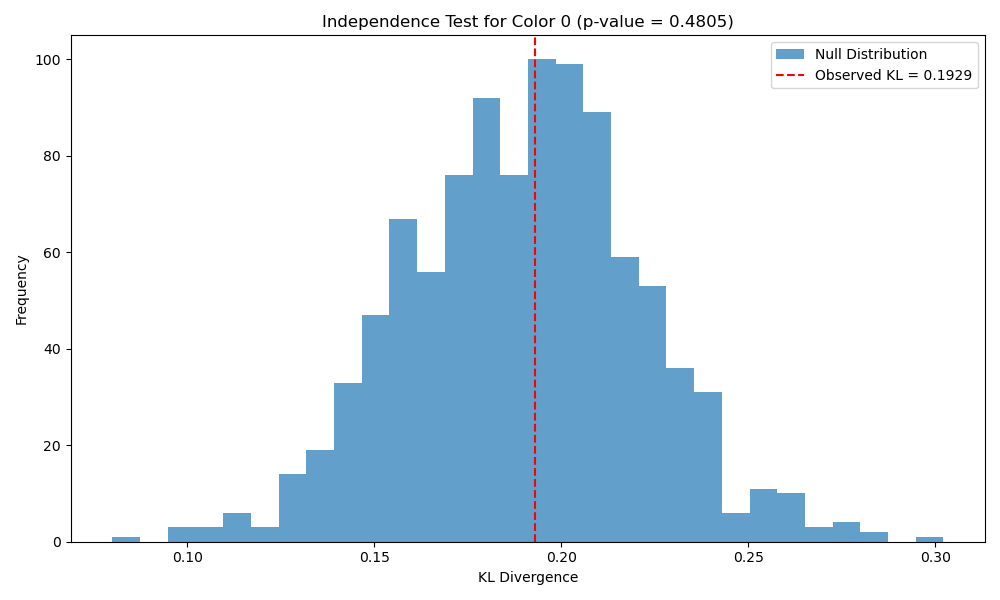 Independence Test for Color 0 (p-value = 0.4805)
Null Distribution
Observed KL = 0.1929
100
80
60
40
20
0
Frequency
0.10
0.15
0.20
0.25
0.30
KL Divergence